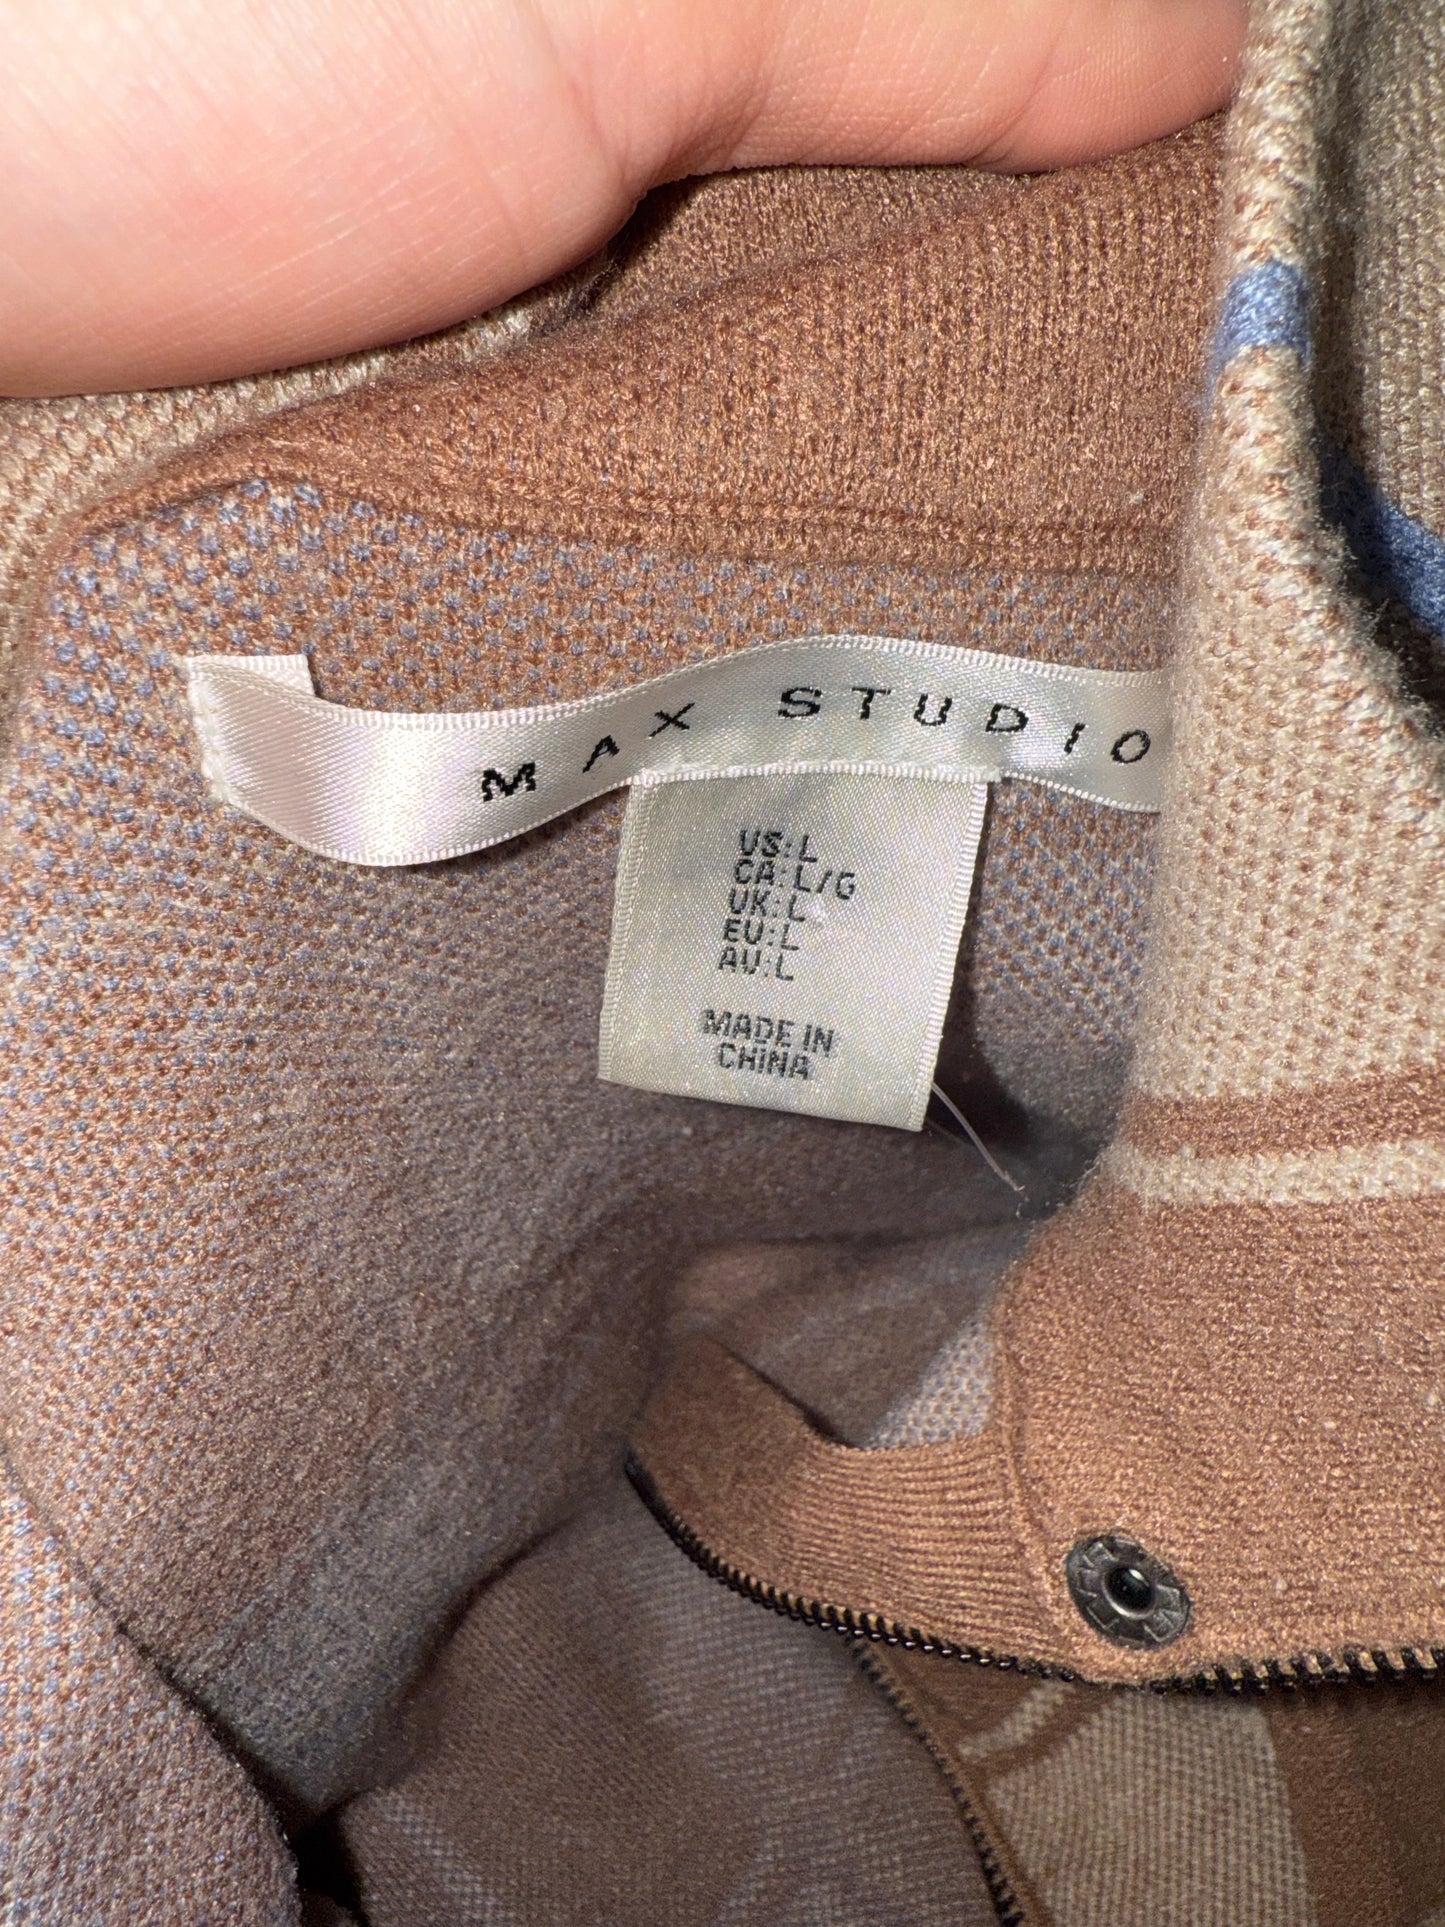 MAX STUDIO
US: L
CA: L/G
UK: L
EU: L
AU: L
MADE IN
CHINA